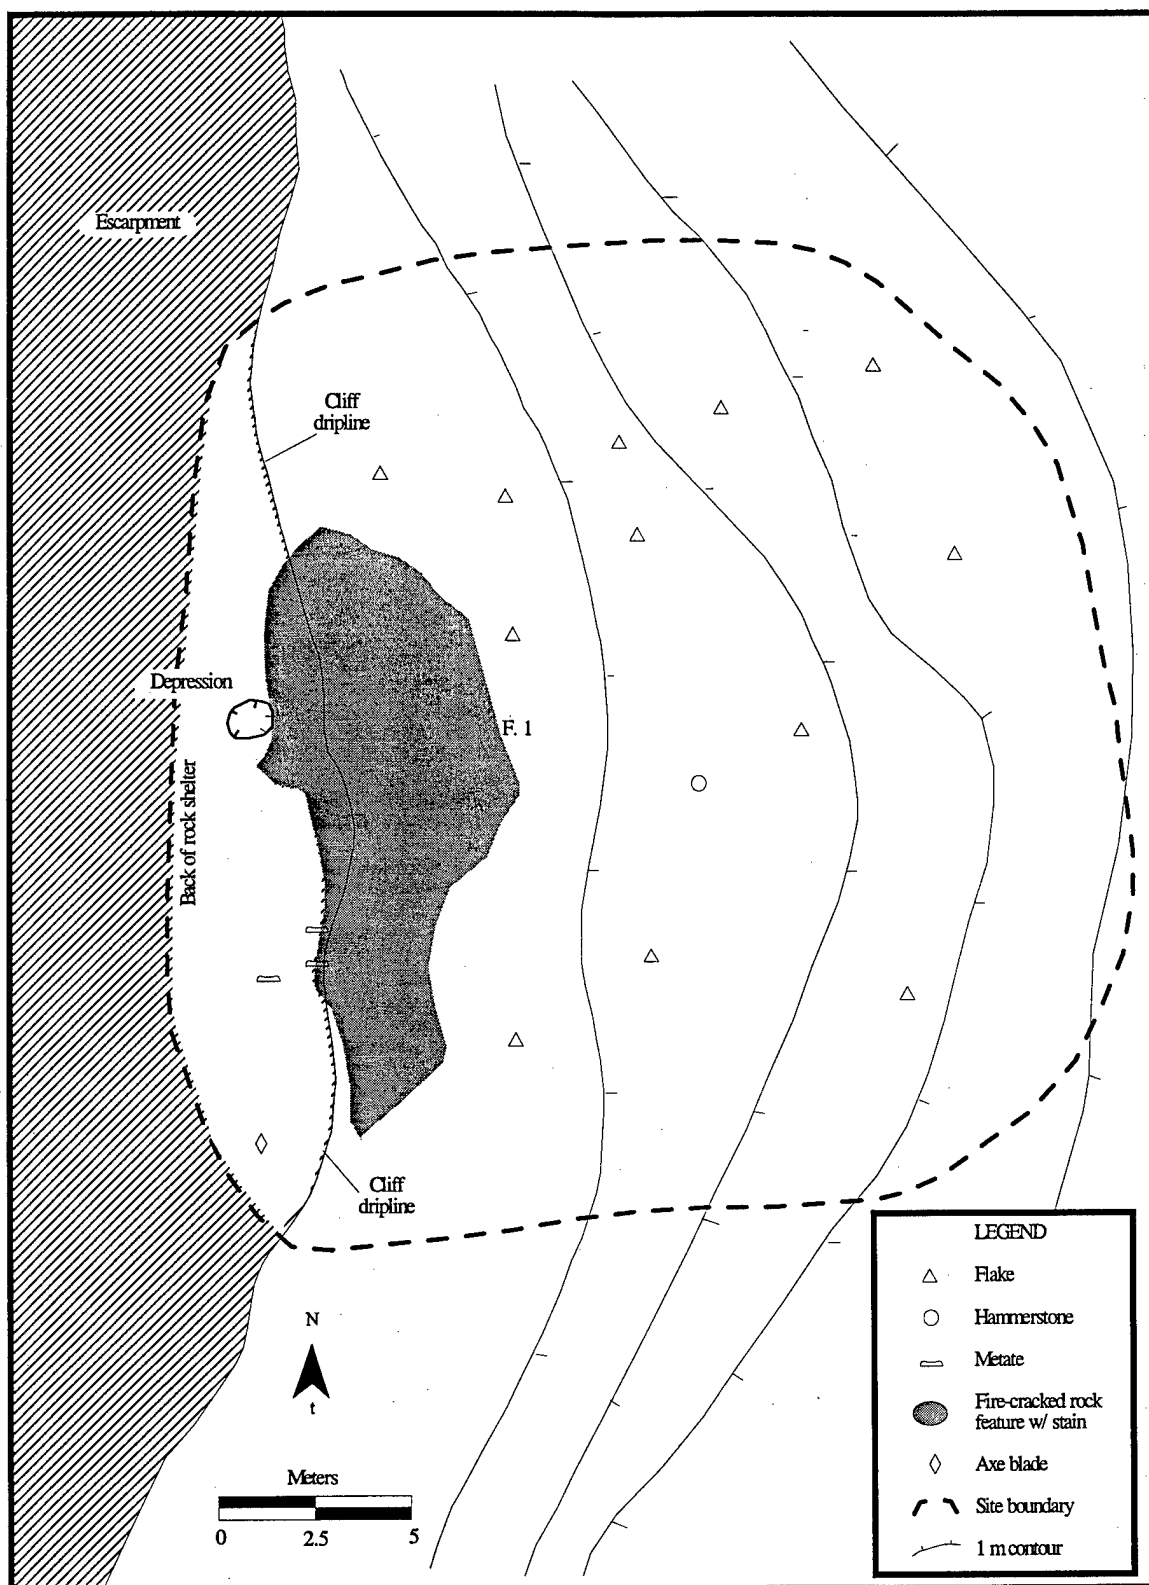 Escarpment
Cliff
dripline
Depression
F. 1
Back of rock shelter
Cliff
dripline
N
t
Meters
0 2.5 5
LEGEND
Flake
Hammerstone
Metate
Fire-cracked rock
feature w/ stain
Axe blade
Site boundary
1 m contour